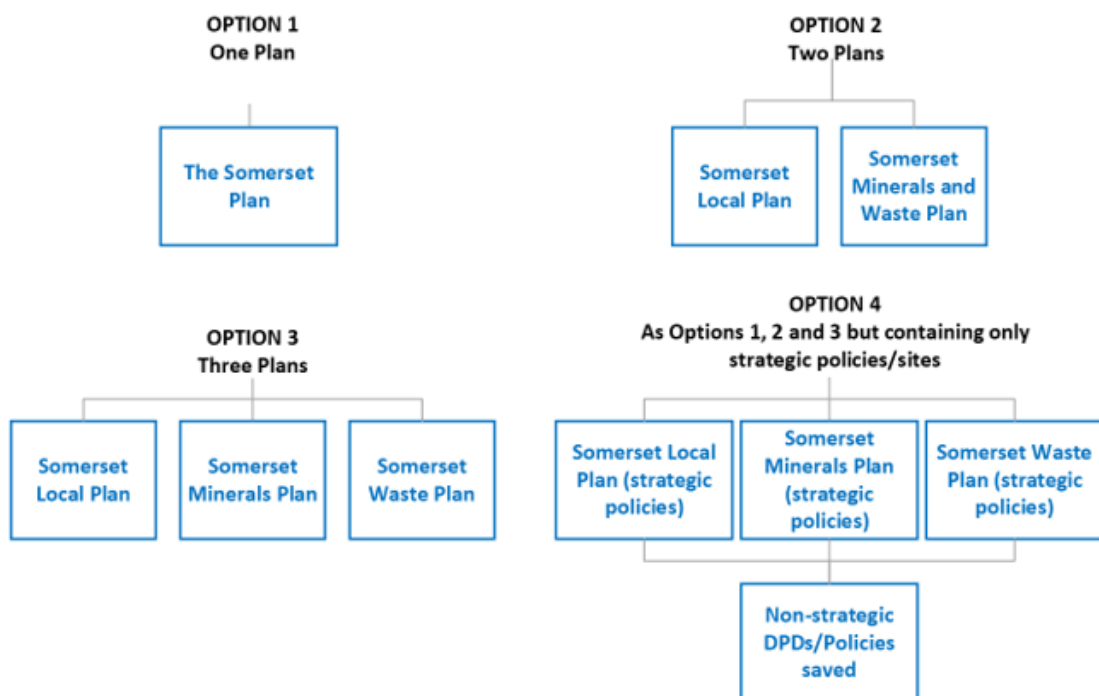 OPTION 1
One Plan
The Somerset
Plan
OPTION 2
Two Plans
Somerset
Local Plan
Somerset
Minerals and
Waste Plan
OPTION 3
Three Plans
Somerset
Local Plan
Somerset
Minerals Plan
Somerset
Waste Plan
OPTION 4
As Options 1, 2 and 3 but containing only
strategic policies/sites
Somerset Local
Plan (strategic
policies)
Somerset
Minerals Plan
(strategic
policies)
Somerset Waste
Plan (strategic
policies)
Non-strategic
DPDs/Policies
saved